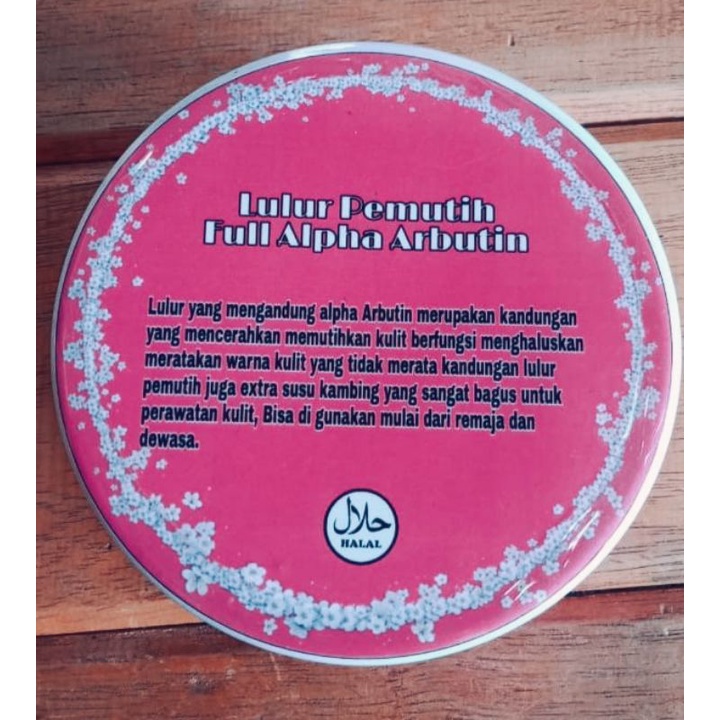 Lulur Pemutih
Full Alpha Arbutin
Lulur yang mengandung alpha Arbutin merupakan kandungan
yang mencerahkan memutihkan kulit berfungsi menghaluskan
meratakan warna kulit yang tidak merata kandungan lulur
pemutih juga extra susu kambing yang sangat bagus untuk
perawatan kulit, Bisa di gunakan mulai dari remaja dan
dewasa.
حلال
HALAL